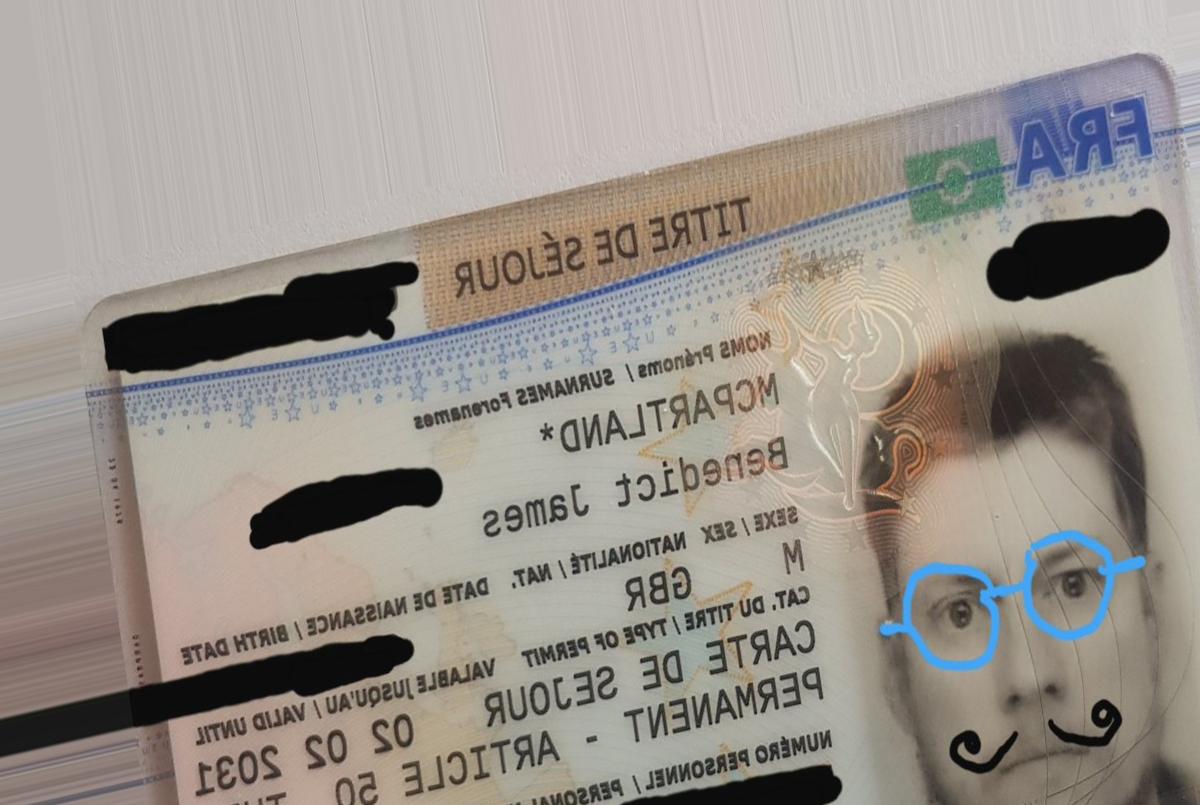 FRA
TITRE DE SÉJOUR
NOMS Prénoms / SURNAMES Forenames
MCPARTLAND*
Benedict James
SEXE / SEX NATIONALITÉ / NAT. DATE DE NAISSANCE / BIRTH DATE
M GBR
CAT. DU TITRE / TYPE OF PERMIT VALABLE JUSQU'AU / VALID UNTIL
CARTE DE SEJOUR 02 02 2031
PERMANENT - ARTICLE 50
NUMÉRO PERSONNEL /